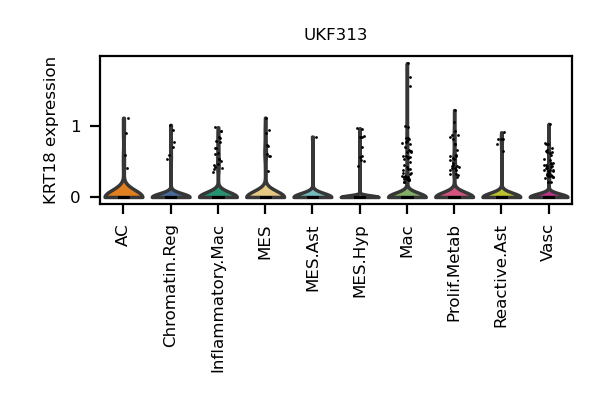 UKF313
KRT18 expression
1
0
AC
Chromatin.Reg
Inflammatory.Mac
MES
MES.Ast
MES.Hyp
Mac
Prolif.Metab
Reactive.Ast
Vasc